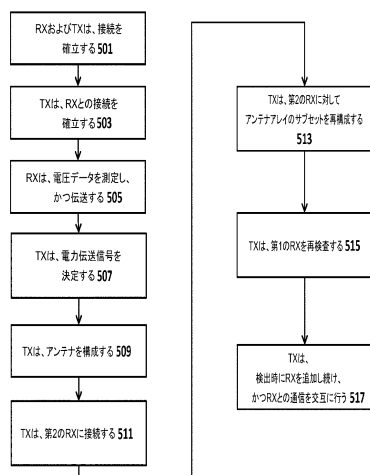 RXおよびTXは、接続を
確立する 501
TXは、RXとの接続を
確立する 503
RXは、電圧データを測定し、
かつ伝送する 505
TXは、電力伝送信号を
決定する 507
TXは、アンテナを構成する 509
TXは、第2のRXに接続する 511
TXは、第2のRXに対して
アンテナアレイのサブセットを再構成する
513
TXは、第1のRXを再検査する 515
TXは、
検出時にRXを追加し続け、
かつRXとの通信を交互に行う 517